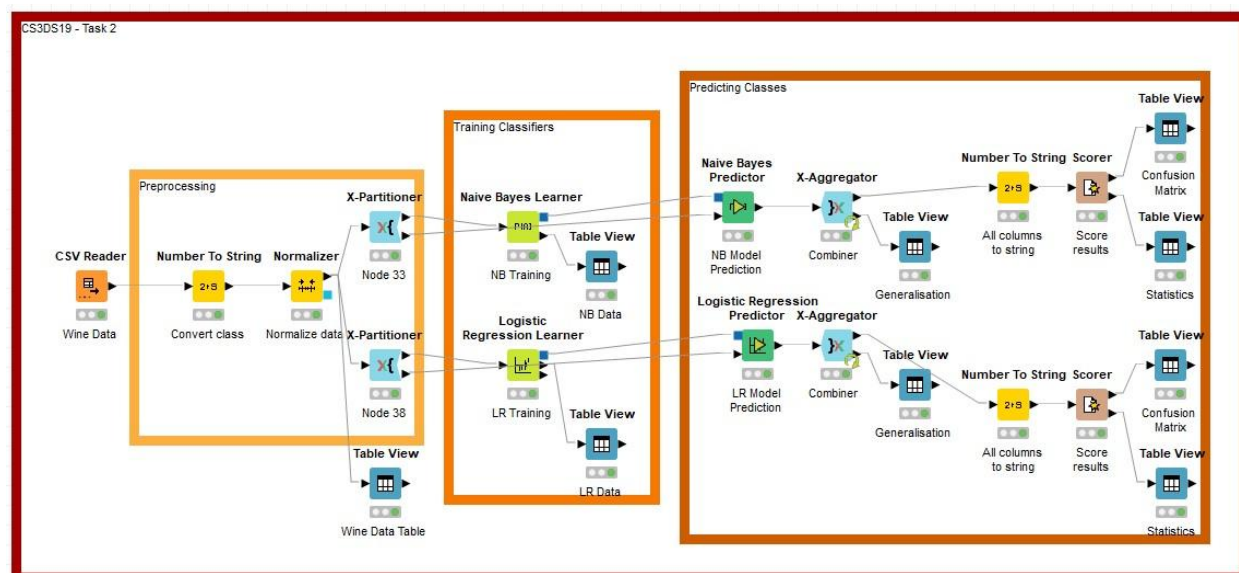 CS3DS19 - Task 2
Preprocessing
CSV Reader
Wine Data
Number To String
2+S
Convert class
Normalizer
Normalize data
X-Partitioner
Node 33
X-Partitioner
Node 38
Table View
Wine Data Table
Training Classifiers
Naive Bayes Learner
NB Training
Table View
NB Data
Logistic
Regression Learner
LR Training
Table View
LR Data
Predicting Classes
Naive Bayes
Predictor
NB Model
Prediction
X-Aggregator
Combiner
Table View
Generalisation
Number To String
2+S
All columns
to string
Scorer
Score
results
Table View
Confusion
Matrix
Table View
Statistics
Logistic Regression
Predictor
LR Model
Prediction
X-Aggregator
Combiner
Table View
Generalisation
Number To String
2+S
All columns
to string
Scorer
Score
results
Table View
Confusion
Matrix
Table View
Statistics